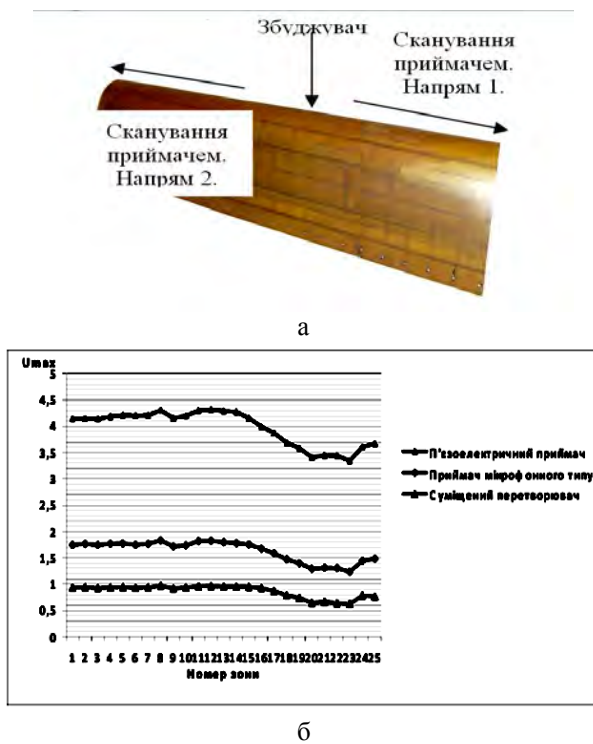 Збуджувач
Сканування
приймачем.
Напрям 1.
Сканування
приймачем.
Напрям 2.
а
Umax
5
4,5
4
3,5
3
2,5
2
1,5
1
0,5
0
1 2 3 4 5 6 7 8 9 10 11 12 13 14 15 16 17 18 19 20 21 22 23 24 25
Номер зони
П'єзоелектричний приймач
Приймач мікрофонного типу
Суміщений перетворювач
б